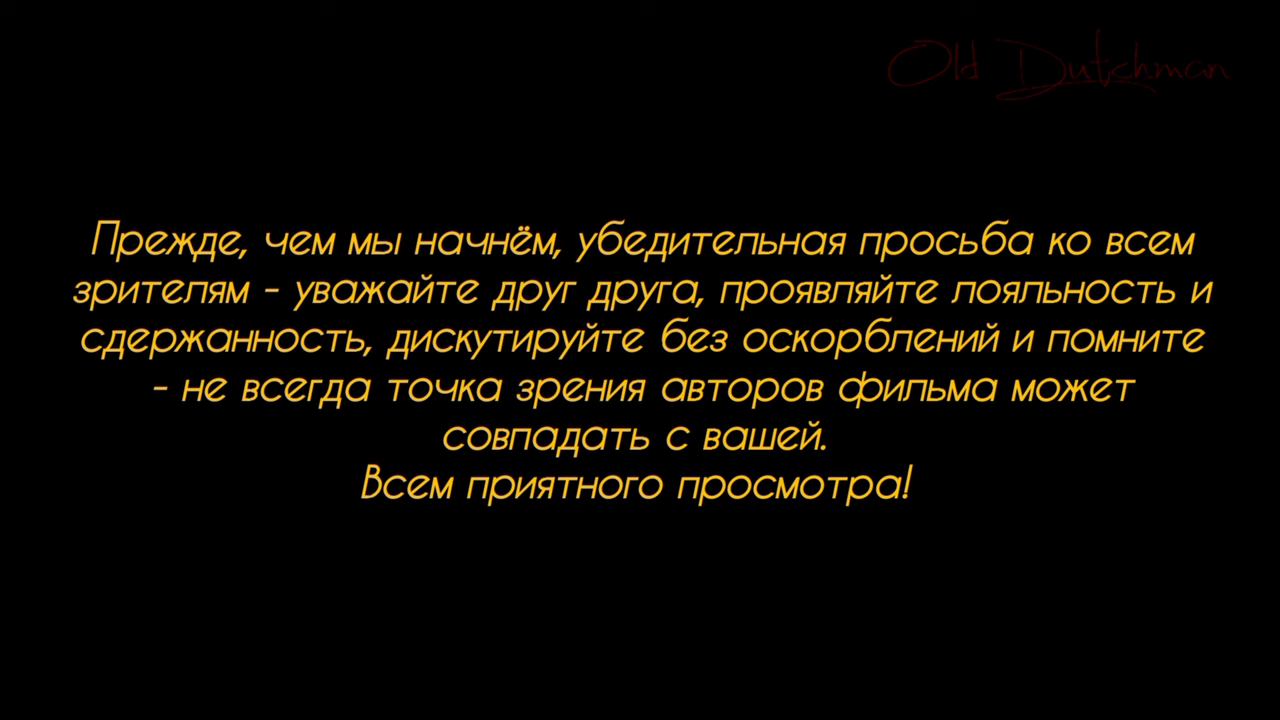 Old Dutchman
Прежде, чем мы начнём, убедительная просьба ко всем
зрителям - уважайте друг друга, проявляйте лояльность и
сдержанность, дискутируйте без оскорблений и помните
- не всегда точка зрения авторов фильма может
совпадать с вашей.
Всем приятного просмотра!